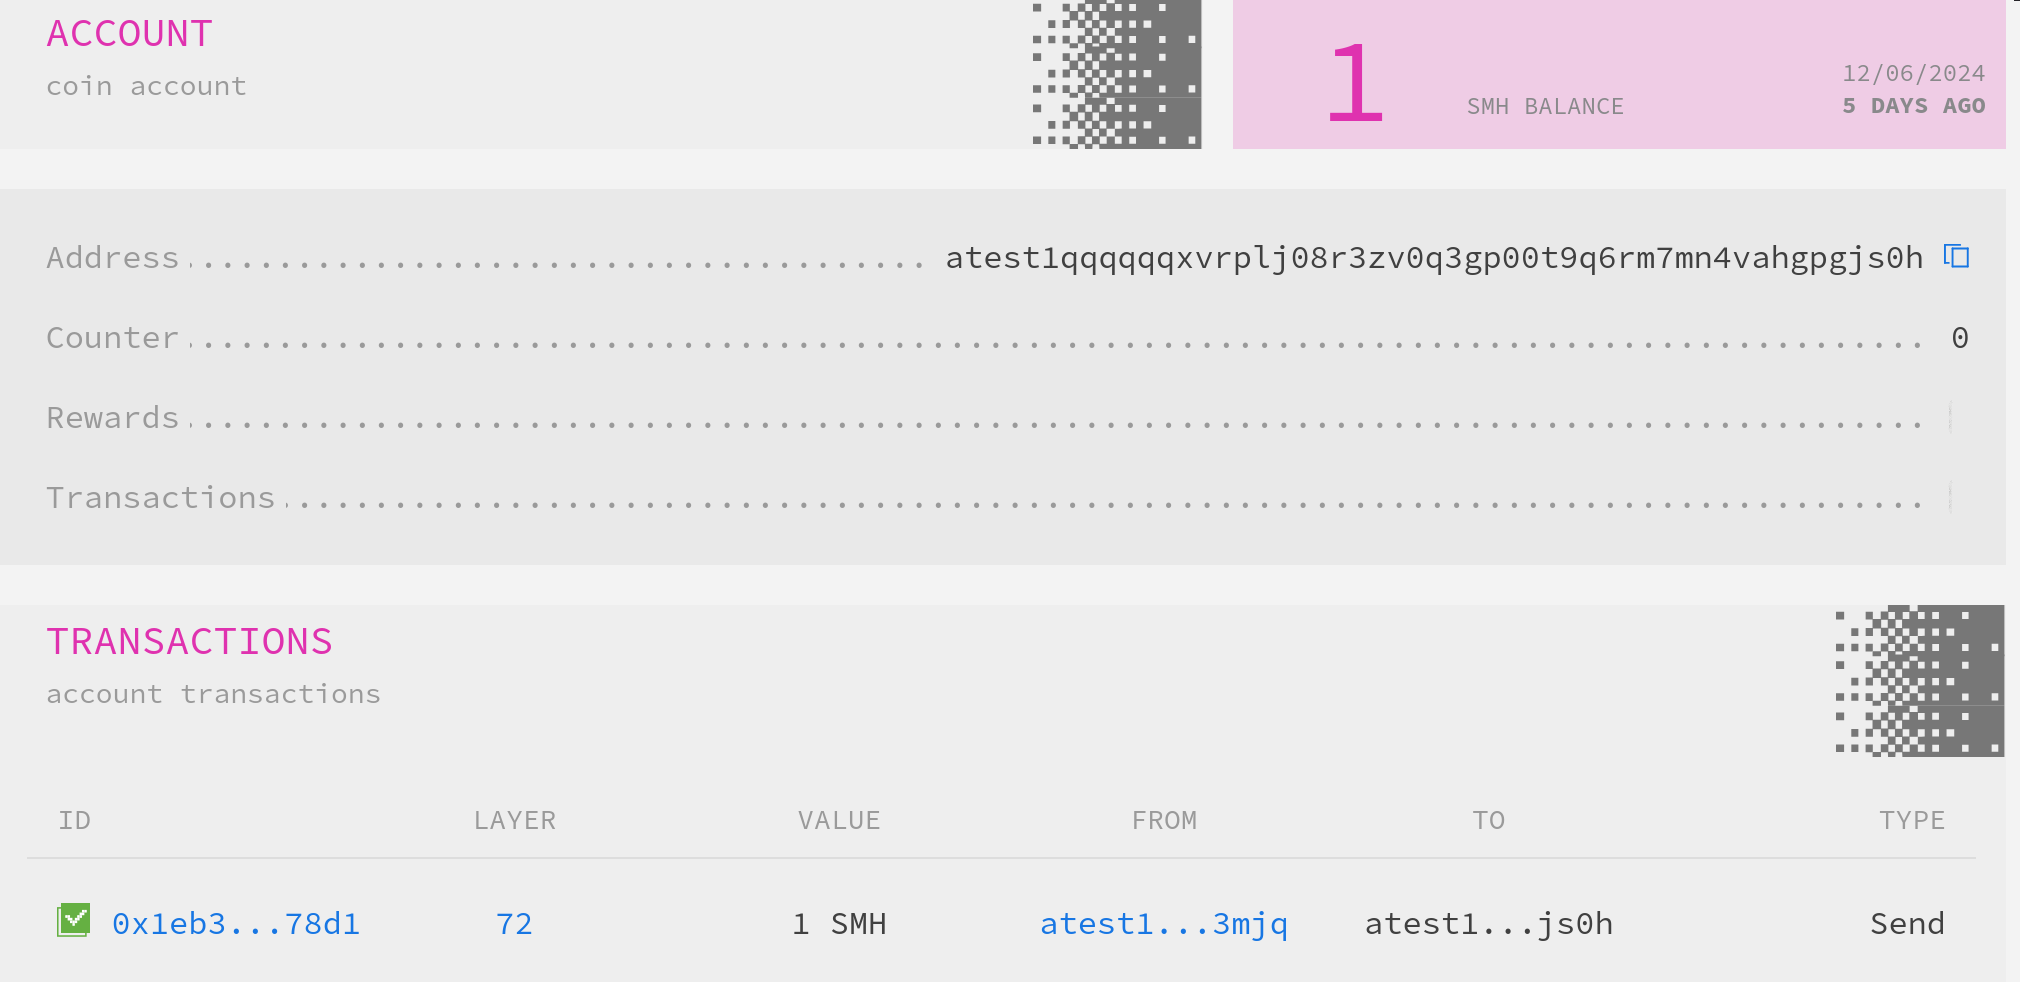 ACCOUNT
coin account
1 SMH BALANCE
12/06/2024
5 DAYS AGO
Address atest1qqqqqqxvrplj08r3zv0q3gp00t9q6rm7mn4vahgpgjs0h
Counter 0
Rewards
Transactions
TRANSACTIONS
account transactions
ID LAYER VALUE FROM TO TYPE
0x1eb3...78d1 72 1 SMH atest1...3mjq atest1...js0h Send